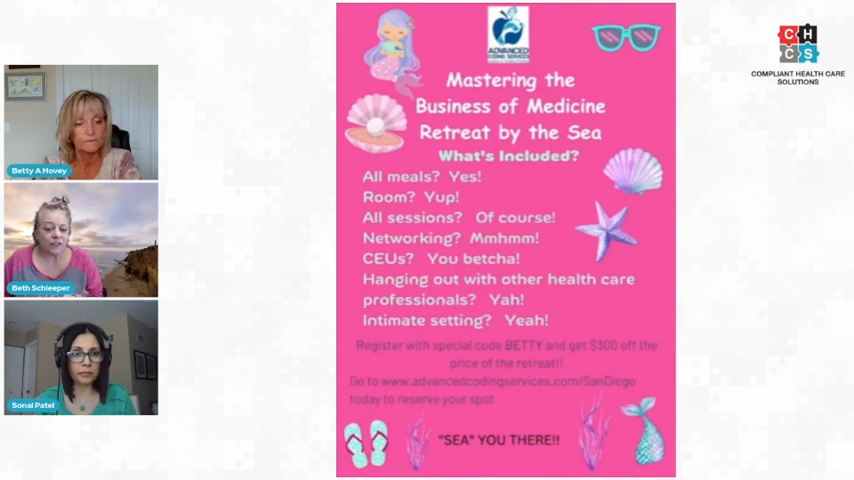 Betty A Hovey
Beth Schleeper
Sonal Patel
ADVANCED
CODING SERVICES
Mastering the
Business of Medicine
Retreat by the Sea
What's Included?
All meals? Yes!
Room? Yup!
All sessions? Of course!
Networking? Mmhmm!
CEUs? You betcha!
Hanging out with other health care
professionals? Yah!
Intimate setting? Yeah!
Register with special code BETTY and get $300 off the
price of the retreat!!
Go to www.advancedcodingservices.com/SanDiego
today to reserve your spot
"SEA" YOU THERE!!
C H
C S
COMPLIANT HEALTH CARE
SOLUTIONS